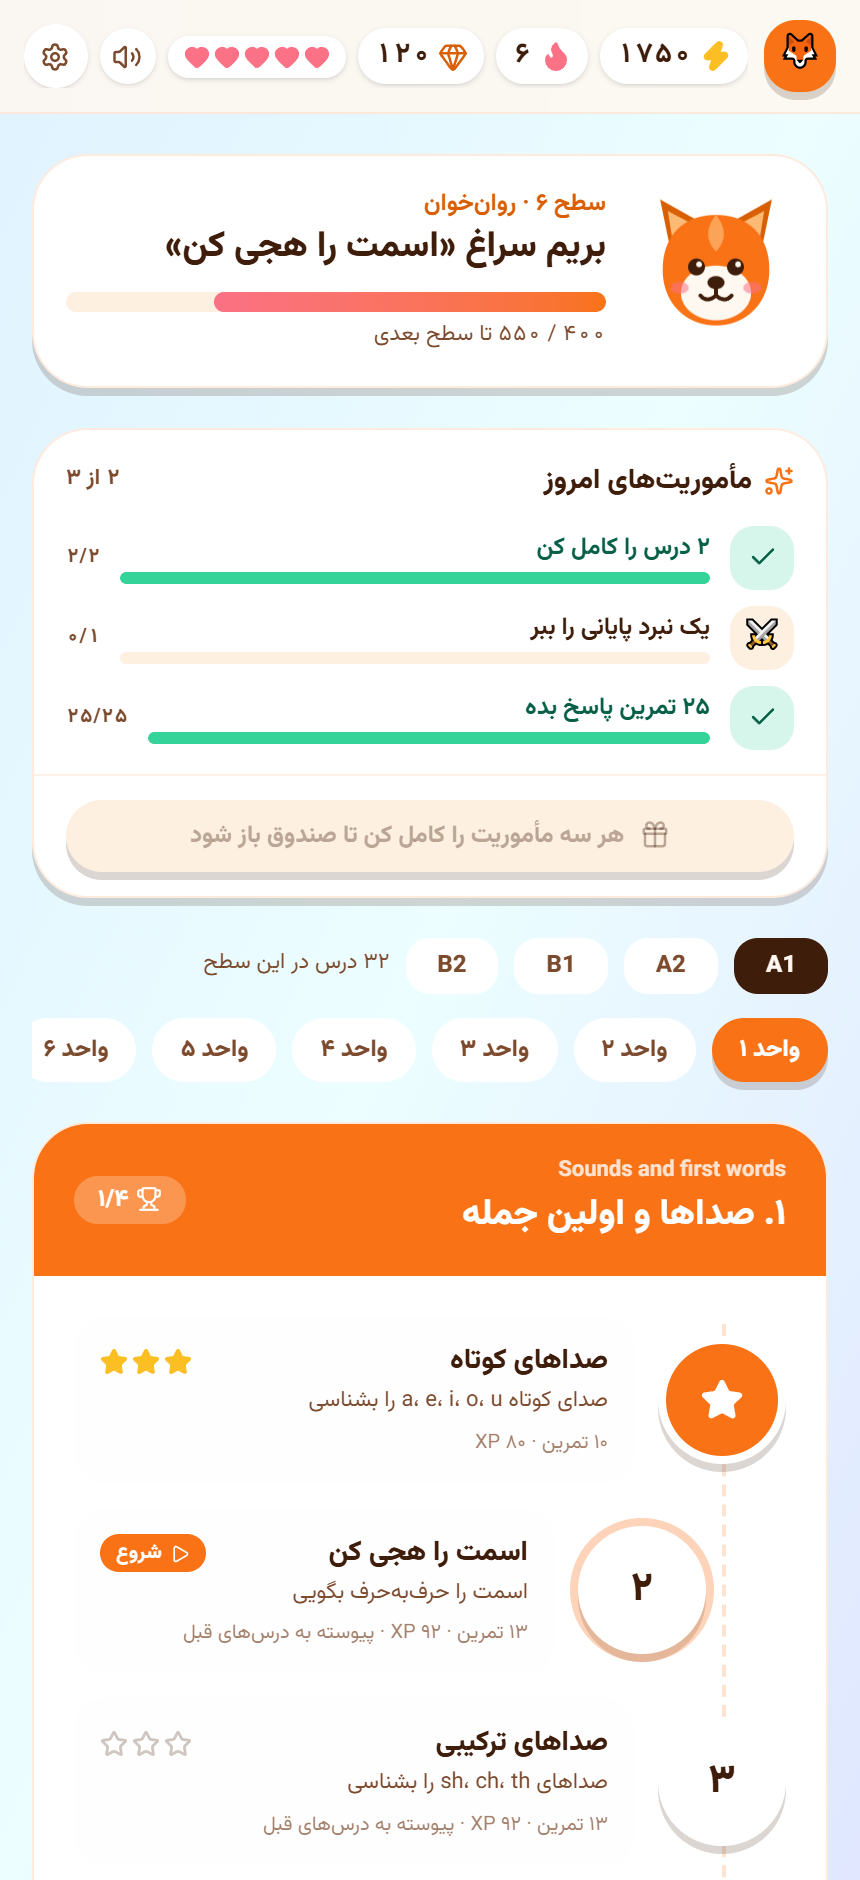 ۱۷۵۰
۶
۱۲۰
سطح ۶ · روان‌خوان
بریم سراغ «اسمت را هجی کن»
۴۰۰ / ۵۵۰ تا سطح بعدی
مأموریت‌های امروز
۲ از ۳
۲ درس را کامل کن
۲/۲
یک نبرد پایانی را ببر
۰/۱
۲۵ تمرین پاسخ بده
۲۵/۲۵
هر سه مأموریت را کامل کن تا صندوق باز شود
A1
A2
B1
B2
۳۲ درس در این سطح
واحد ۱
واحد ۲
واحد ۳
واحد ۴
واحد ۵
واحد ۶
Sounds and first words
۱. صداها و اولین جمله
۱/۴
صداهای کوتاه
صدای کوتاه a، e، i، o، u را بشناسی
۱۰ تمرین · ۸۰ XP
۲
اسمت را هجی کن
شروع
اسمت را حرف‌به‌حرف بگویی
۱۳ تمرین · ۹۲ XP · پیوسته به درس‌های قبل
۳
صداهای ترکیبی
صداهای sh، ch، th را بشناسی
۱۳ تمرین · ۹۲ XP · پیوسته به درس‌های قبل